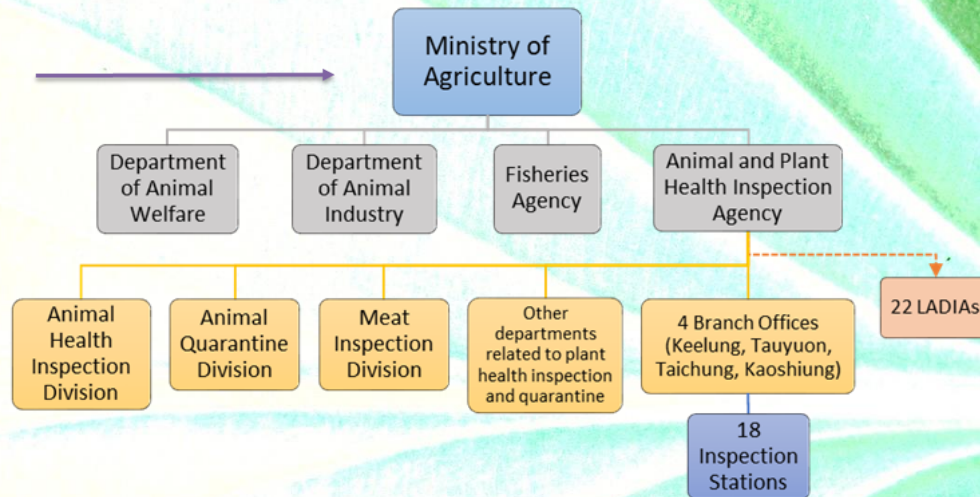 Ministry of
Agriculture
Department
of Animal
Welfare
Department
of Animal
Industry
Fisheries
Agency
Animal and Plant
Health Inspection
Agency
Animal
Health
Inspection
Division
Animal
Quarantine
Division
Meat
Inspection
Division
Other
departments
related to plant
health inspection
and quarantine
4 Branch Offices
(Keelung, Tauyuon,
Taichung, Kaoshiung)
22 LADIAs
18
Inspection
Stations